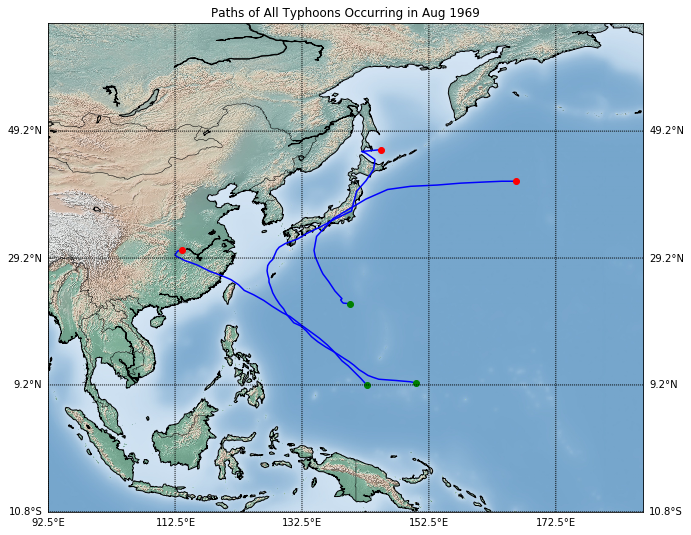 Paths of All Typhoons Occurring in Aug 1969
49.2°N 49.2°N
29.2°N 29.2°N
9.2°N 9.2°N
10.8°S 10.8°S
92.5°E 112.5°E 132.5°E 152.5°E 172.5°E